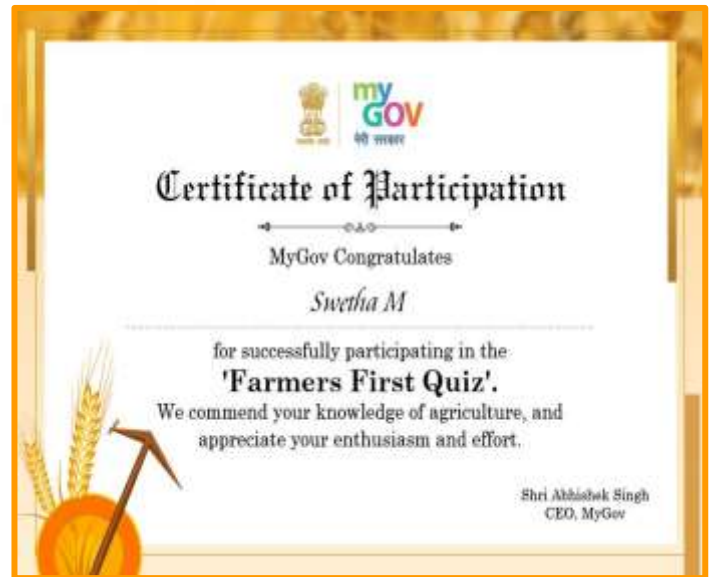 my
GOV
मेरी सरकार
Certificate of Participation
MyGov Congratulates
Swetha M
for successfully participating in the
'Farmers First Quiz'.
We commend your knowledge of agriculture, and
appreciate your enthusiasm and effort.
Shri Abhishek Singh
CEO, MyGov